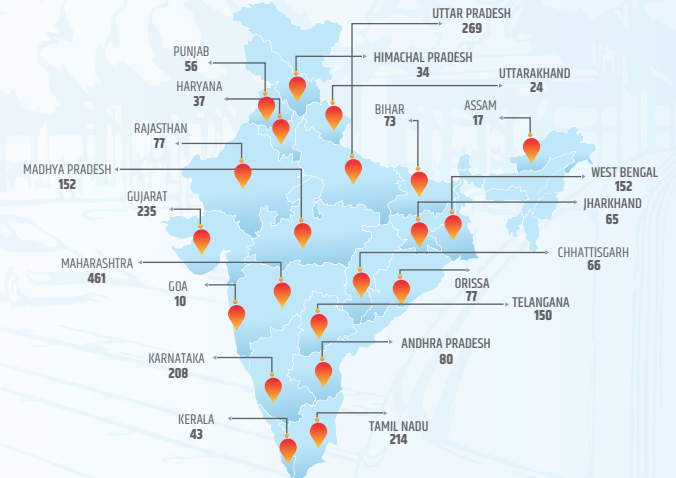 UTTAR PRADESH
269
PUNJAB
56
HIMACHAL PRADESH
34
HARYANA
37
UTTARAKHAND
24
BIHAR
73
ASSAM
17
RAJASTHAN
77
MADHYA PRADESH
152
WEST BENGAL
152
GUJARAT
235
JHARKHAND
65
MAHARASHTRA
461
CHHATTISGARH
66
GOA
10
ORISSA
77
TELANGANA
150
KARNATAKA
208
ANDHRA PRADESH
80
KERALA
43
TAMIL NADU
214